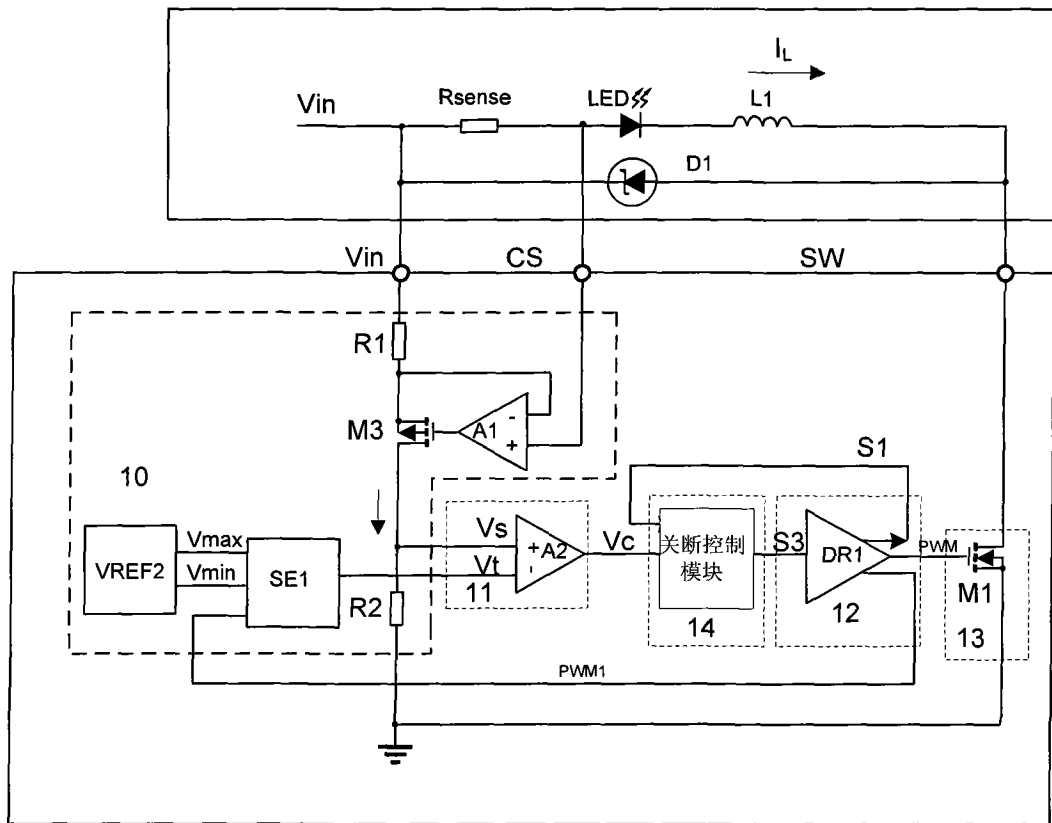 I_L
Vin
Rsense
LED
L1
D1
Vin
CS
SW
R1
M3
A1
-
+
10
S1
VREF2
Vmax
Vmin
SE1
Vs
Vt
+
-
A2
Vc
关断控制
模块
S3
DR1
PWM
M1
R2
11
14
12
13
PWM1